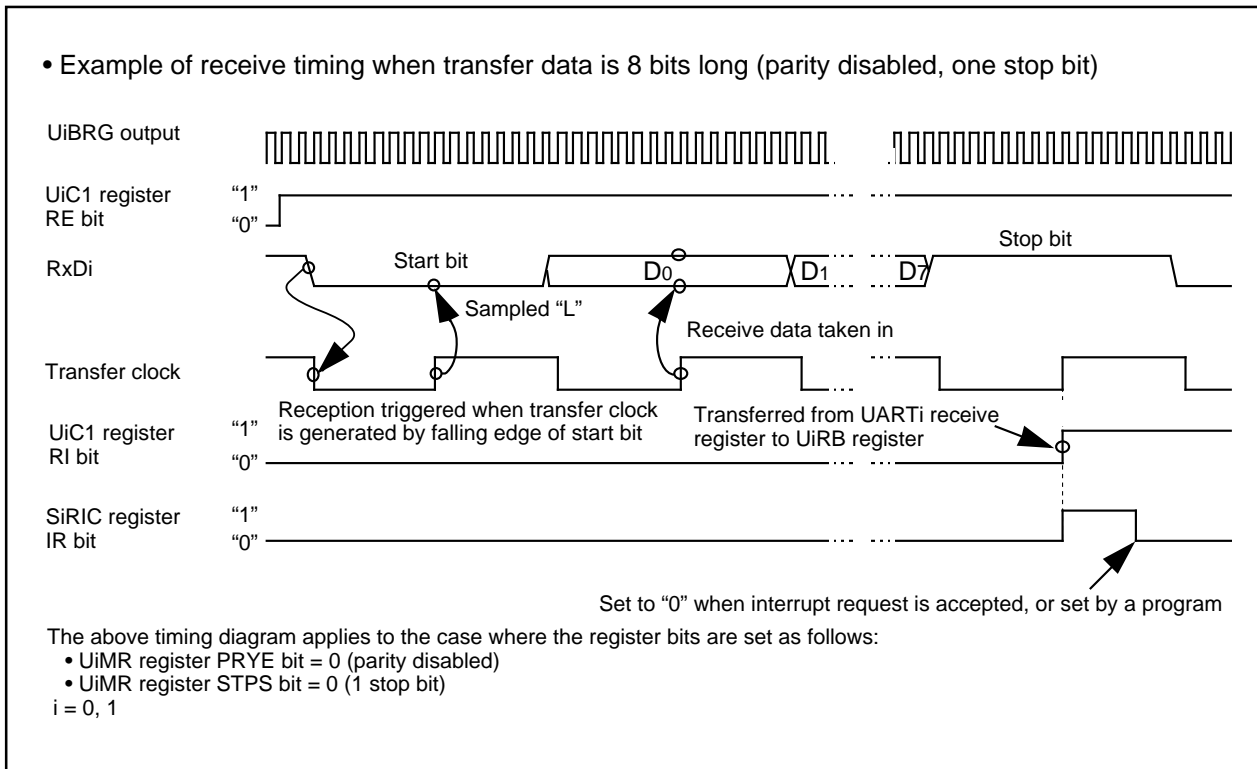 • Example of receive timing when transfer data is 8 bits long (parity disabled, one stop bit)
UiBRG output
UiC1 register
RE bit
“1”
“0”
RxDi
Start bit
D0
D1
D7
Stop bit
Sampled “L”
Receive data taken in
Transfer clock
Reception triggered when transfer clock
is generated by falling edge of start bit
Transferred from UARTi receive
register to UiRB register
UiC1 register
RI bit
“1”
“0”
SiRIC register
IR bit
“1”
“0”
Set to “0” when interrupt request is accepted, or set by a program
The above timing diagram applies to the case where the register bits are set as follows:
• UiMR register PRYE bit = 0 (parity disabled)
• UiMR register STPS bit = 0 (1 stop bit)
i = 0, 1